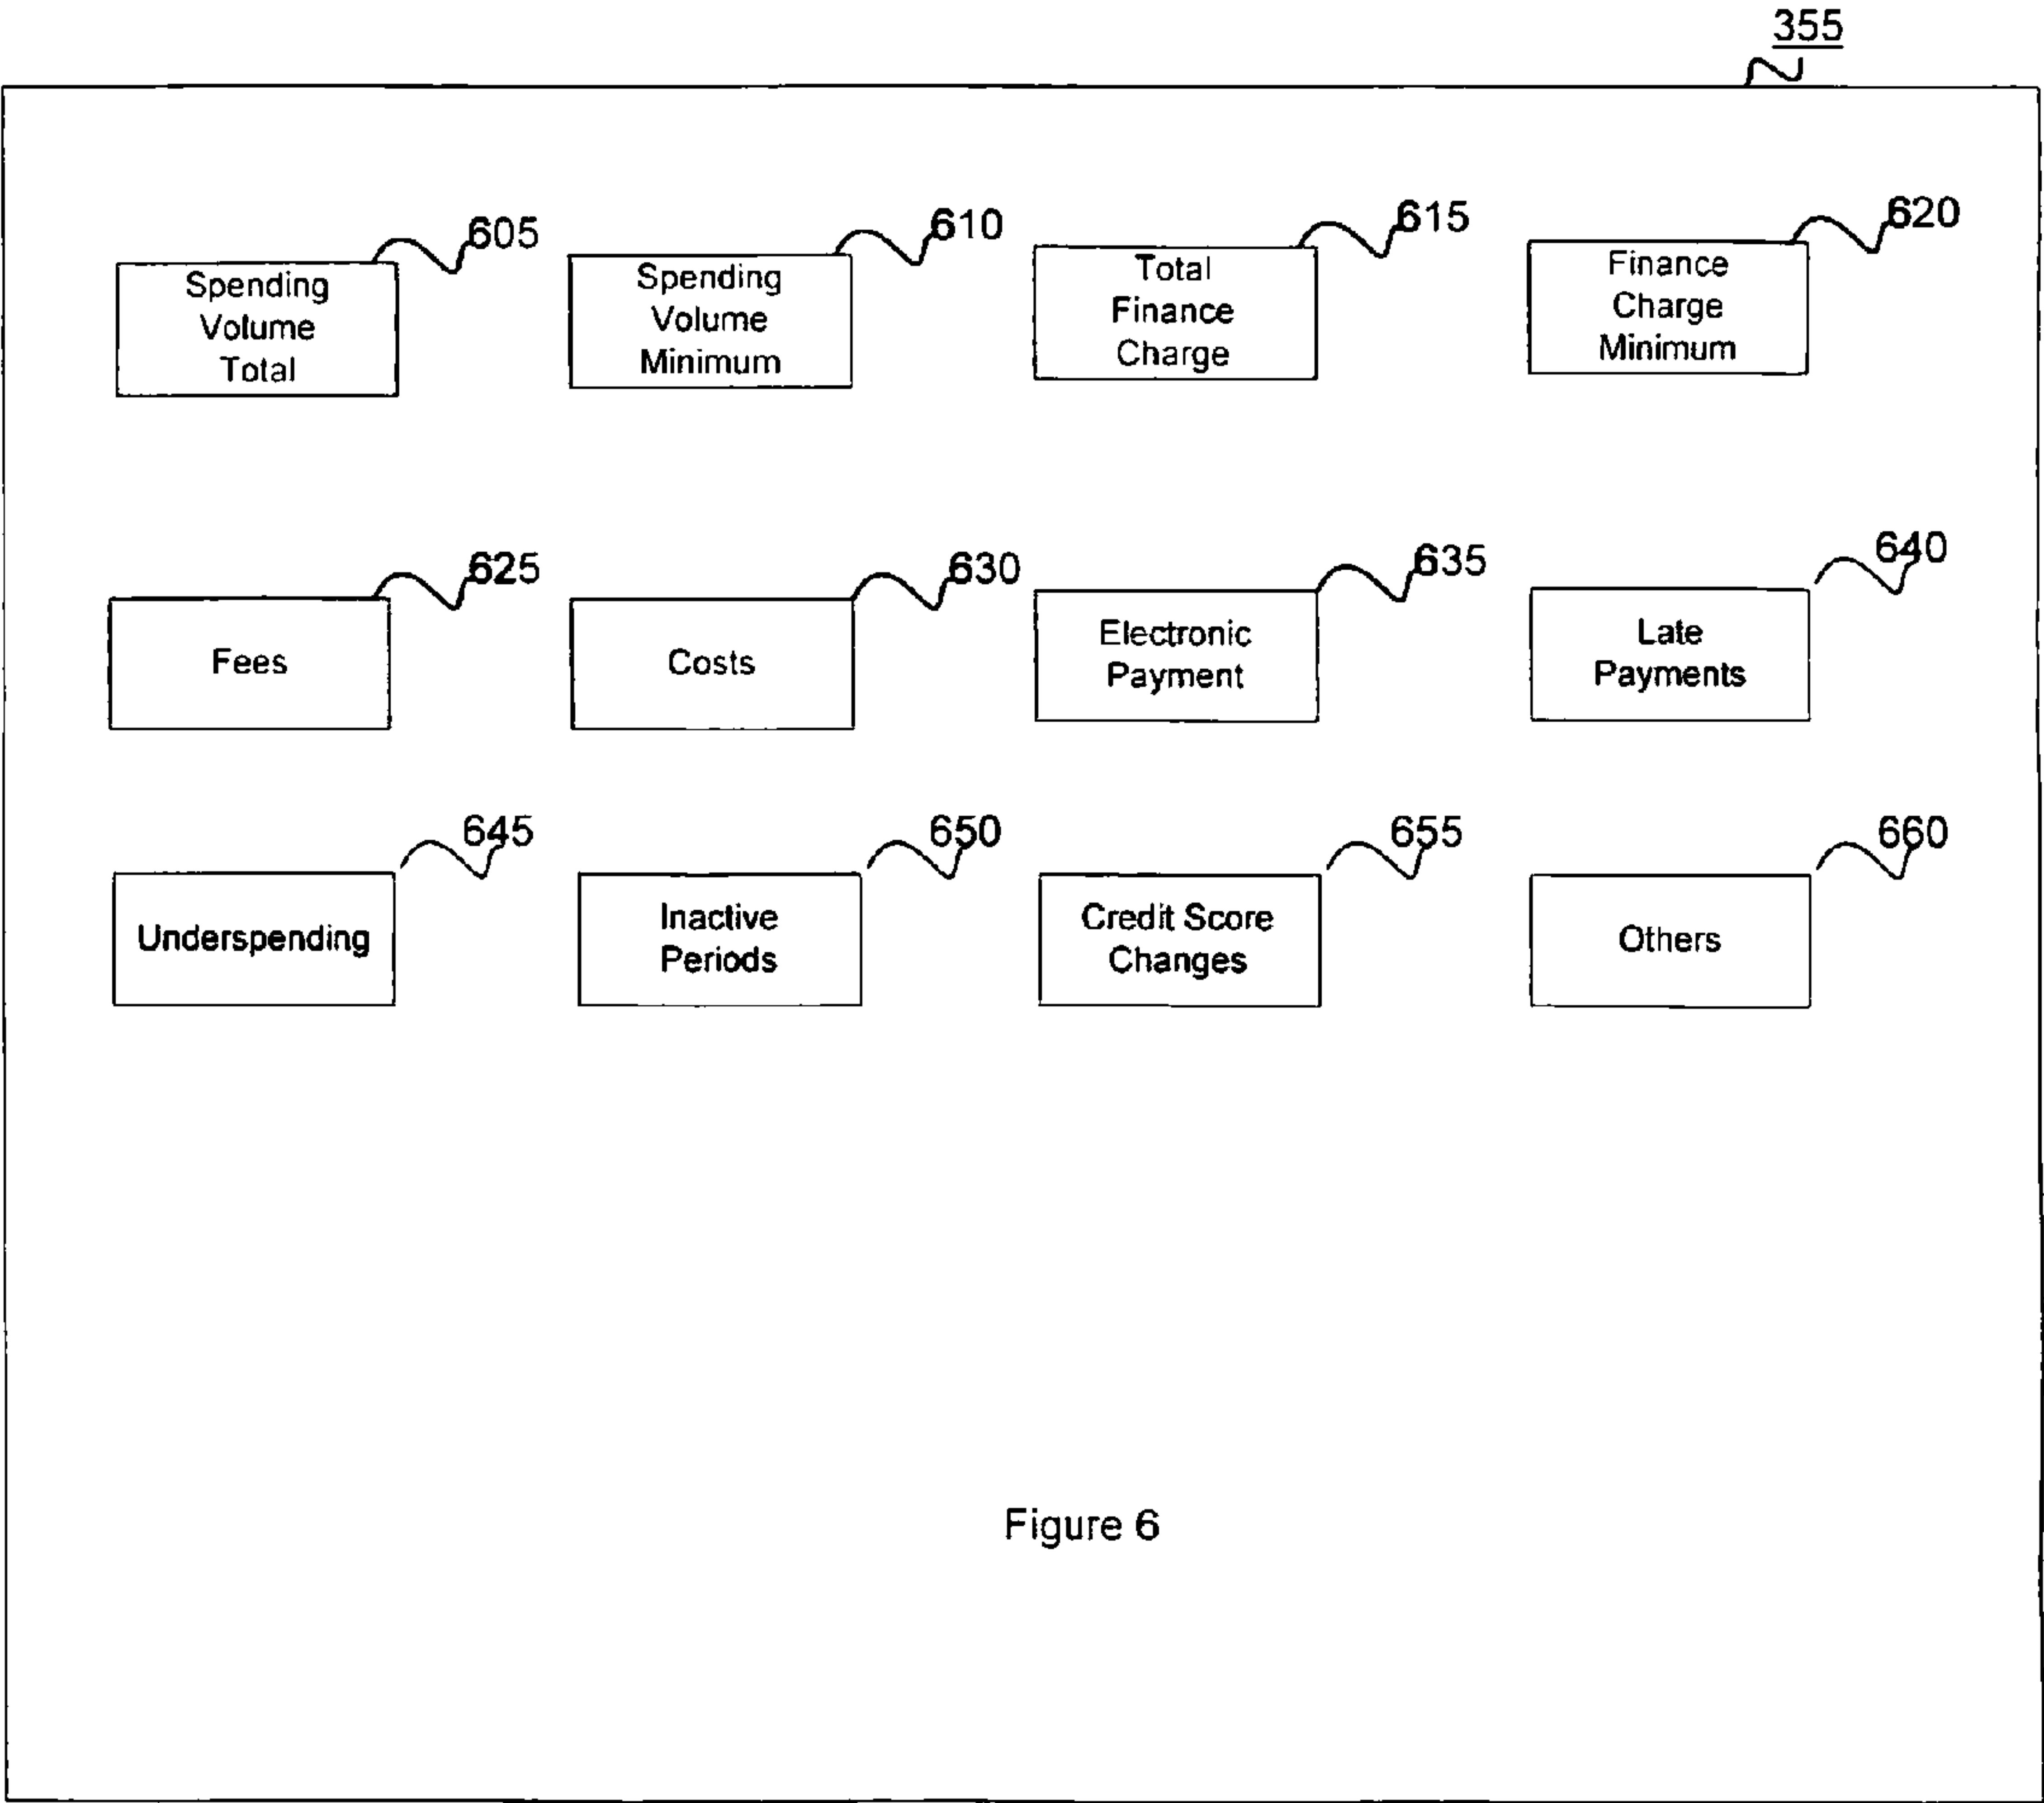 355
605
610
615
620
Spending
Volume
Total
Spending
Volume
Minimum
Total
Finance
Charge
Finance
Charge
Minimum
625
630
635
640
Fees
Costs
Electronic
Payment
Late
Payments
645
650
655
660
Underspending
Inactive
Periods
Credit Score
Changes
Others
Figure 6